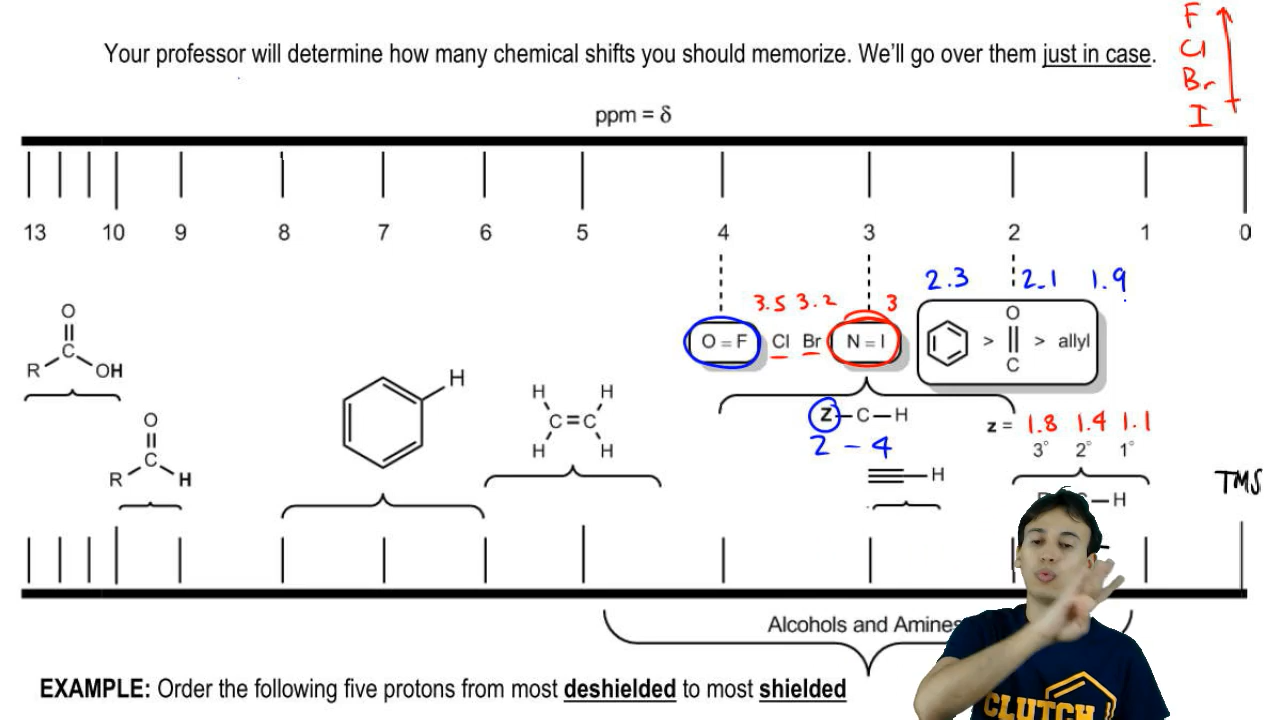 F
Cl
Br
I
Your professor will determine how many chemical shifts you should memorize. We'll go over them just in case.
ppm = δ
13 10 9 8 7 6 5 4 3 2 1 0
2.3 2.1 1.9
3.5 3.2 3
O = F Cl Br N = I > O C > allyl
O
R C OH
O
R C H
H
H H
C=C
H H
Z–C–H
2 – 4
z = 1.8 1.4 1.1
3° 2° 1°
≡–H
–H
TMS
Alcohols and Amines
EXAMPLE: Order the following five protons from most deshielded to most shielded
CLUTCH